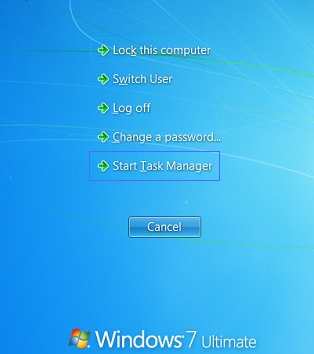 Lock this computer
Switch User
Log off
Change a password...
Start Task Manager
Cancel
Windows 7 Ultimate